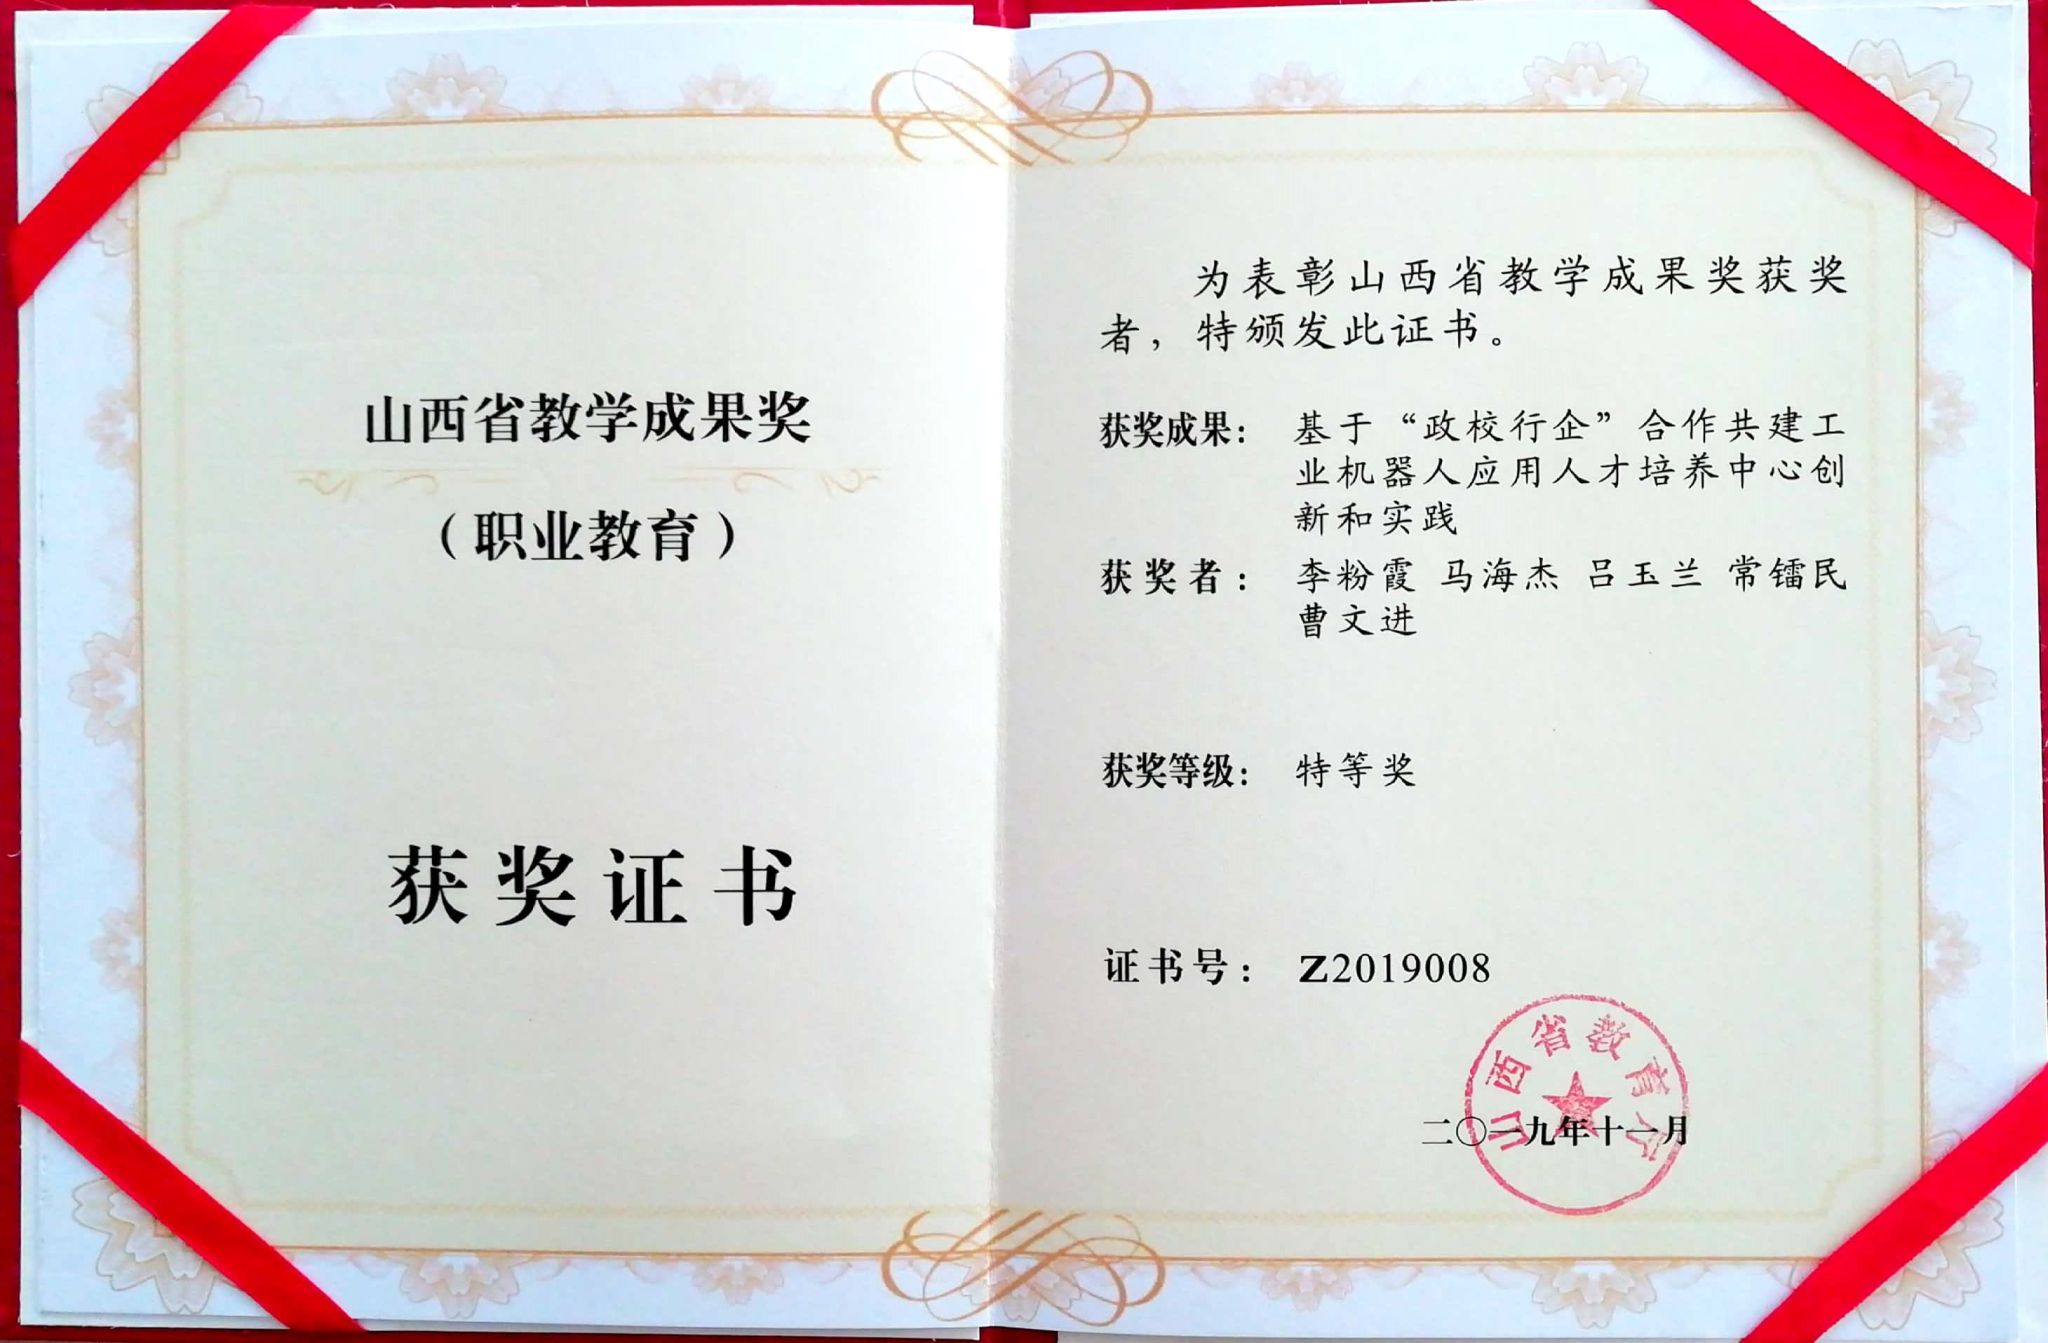 山西省教学成果奖
（职业教育）
获奖证书
为表彰山西省教学成果奖获奖
者，特颁发此证书。
获奖成果：基于“政校行企”合作共建工
业机器人应用人才培养中心创
新和实践
获奖者：李粉霞 马海杰 吕玉兰 常镭民
曹文进
获奖等级：特等奖
证书号：Z2019008
山西省教育厅
二〇一九年十一月